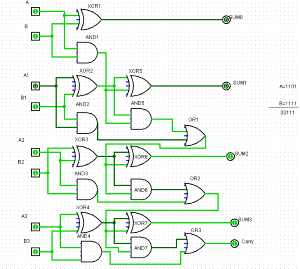 A
XOR1
SUM0
B
AND1
A1
XOR2
XOR5
SUM1
A=1101
B1
AND2
AND5
B=1111
OR1
A2
XOR3
XOR6
SUM2
B2
AND3
AND6
OR2
A3
XOR4
XOR7
SUM3
AND4
OR3
Carry
B3
AND7